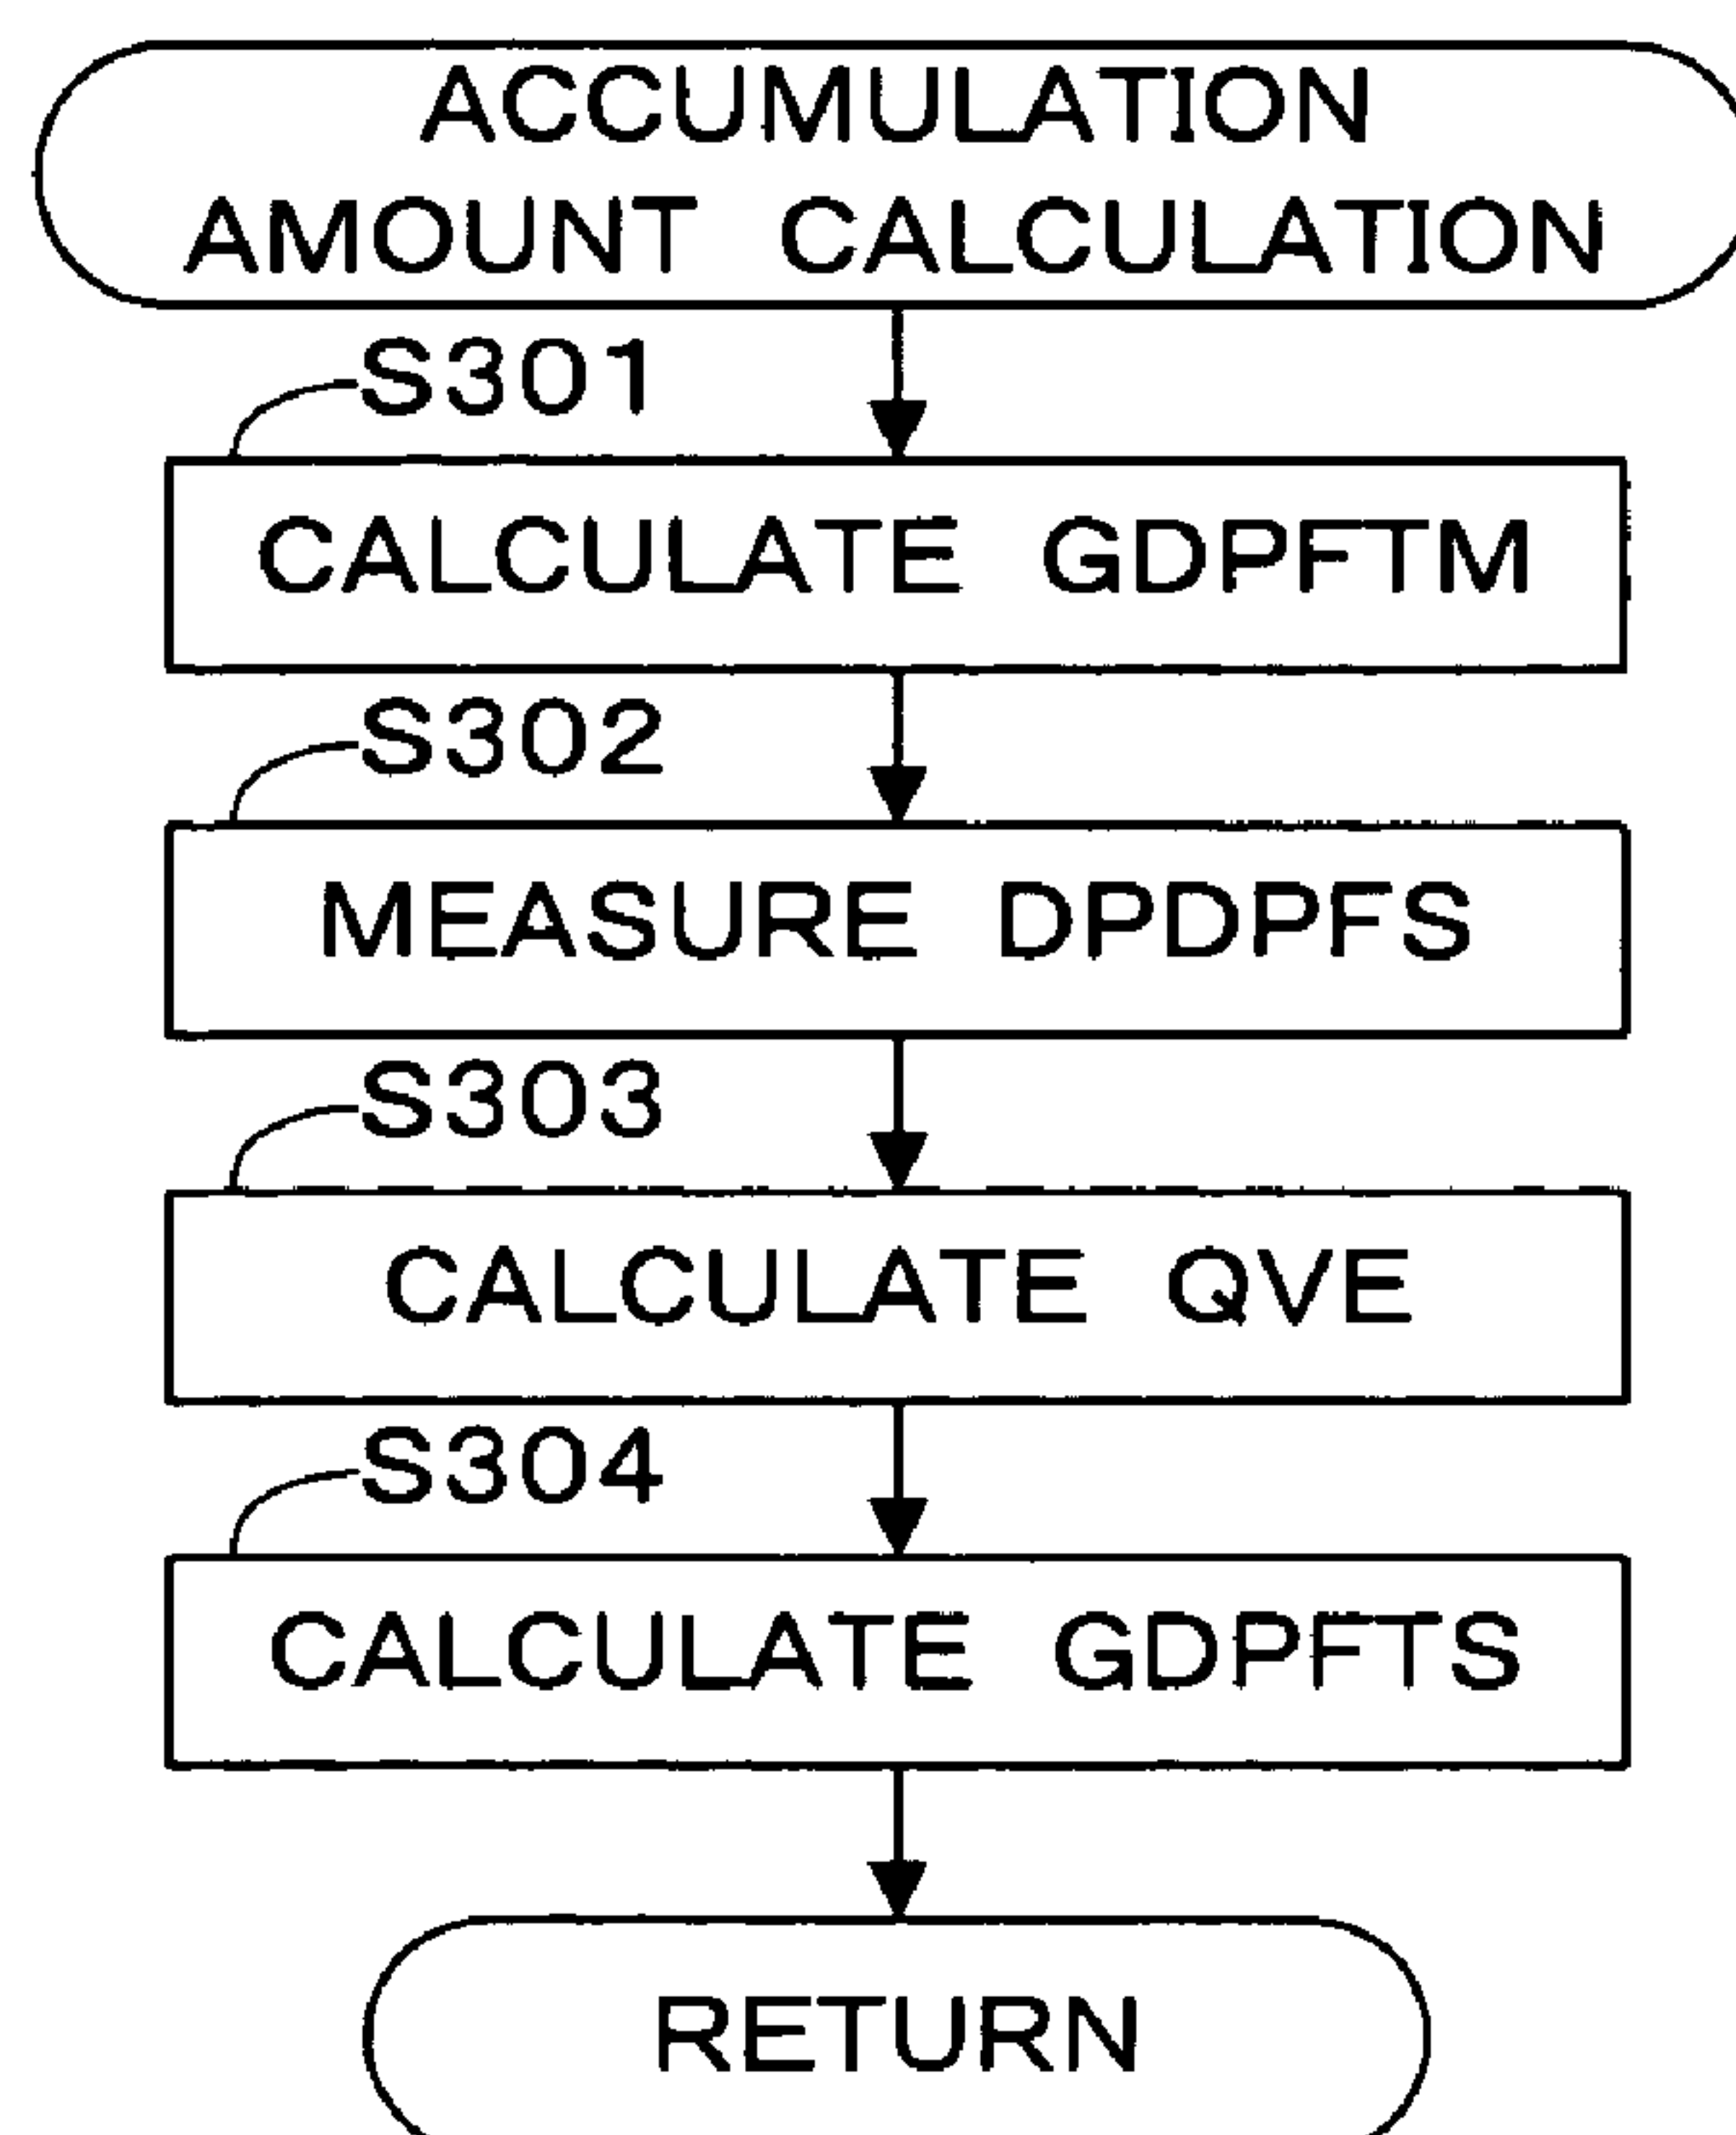 ACCUMULATION
AMOUNT CALCULATION
S301
CALCULATE GDPFTM
S302
MEASURE DPDPFS
S303
CALCULATE QVE
S304
CALCULATE GDPFTS
RETURN